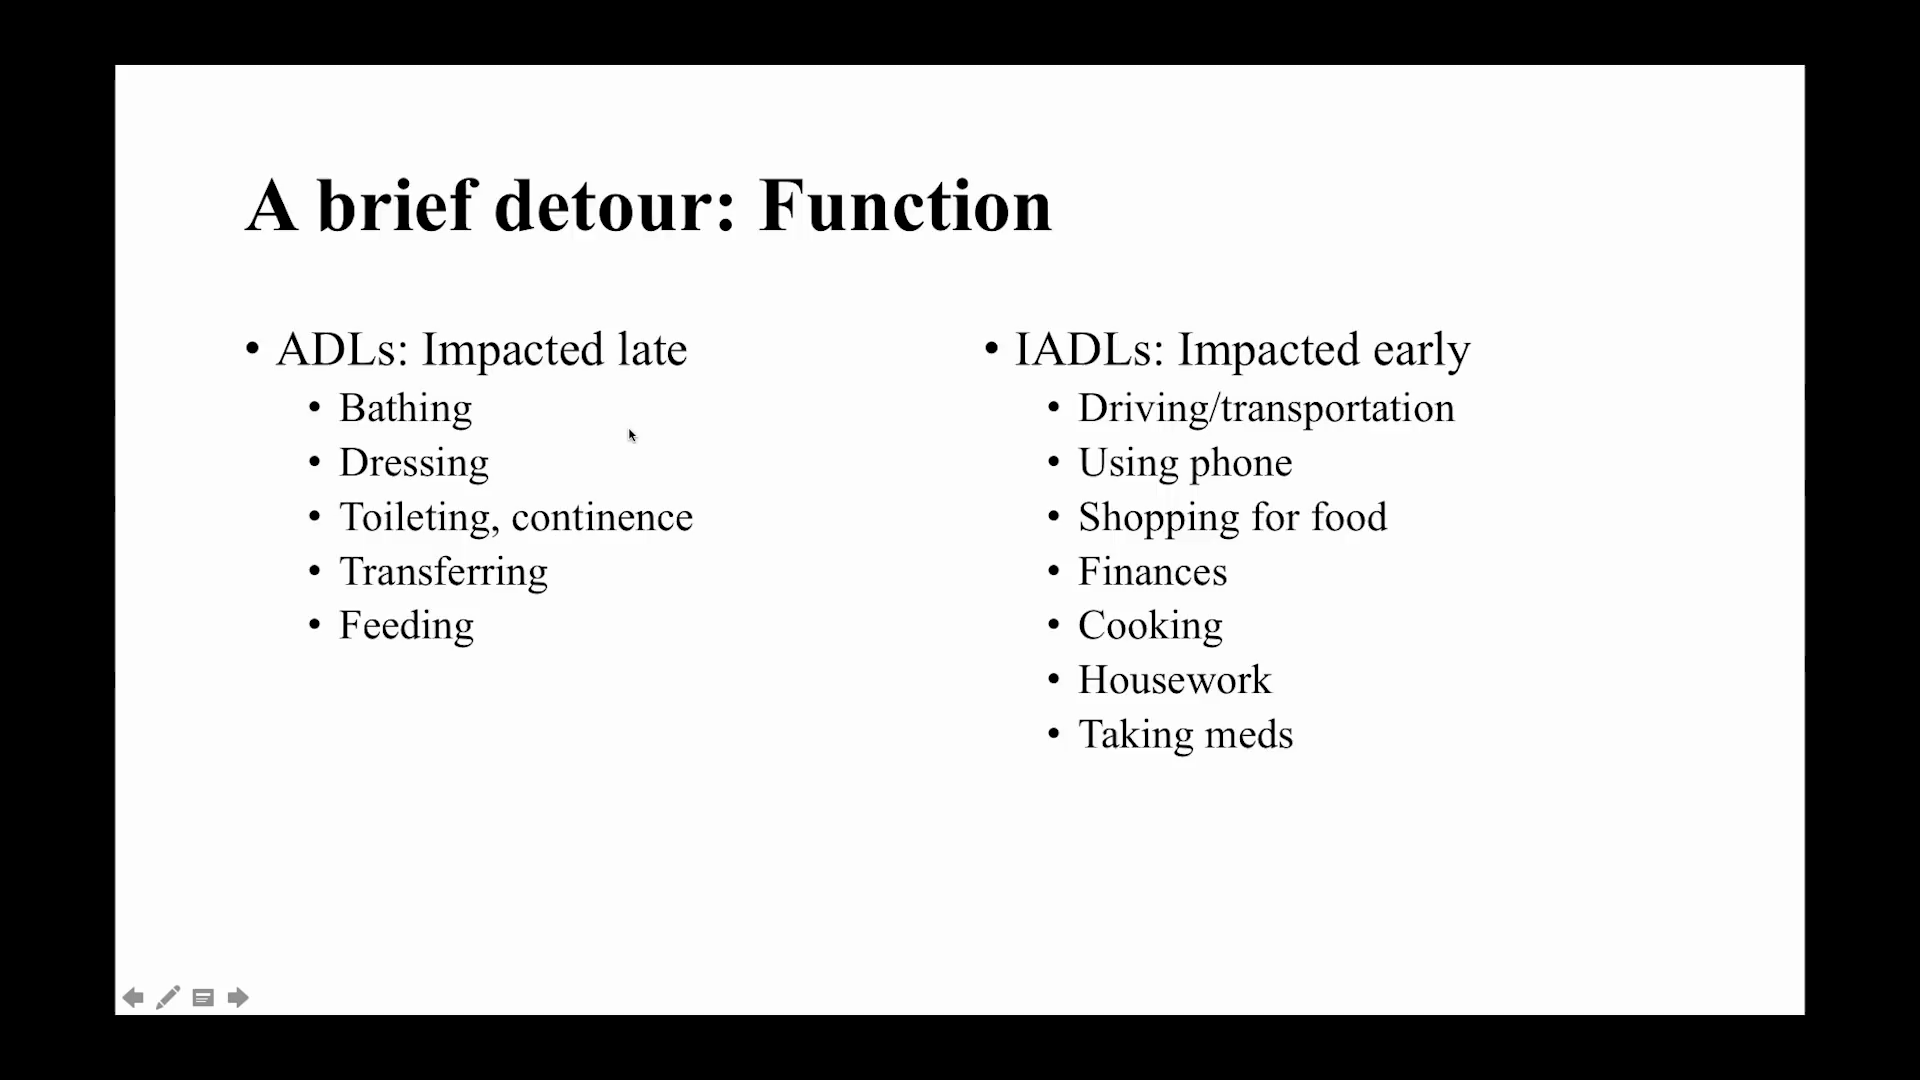 A brief detour: Function
• ADLs: Impacted late
• Bathing
• Dressing
• Toileting, continence
• Transferring
• Feeding
• IADLs: Impacted early
• Driving/transportation
• Using phone
• Shopping for food
• Finances
• Cooking
• Housework
• Taking meds